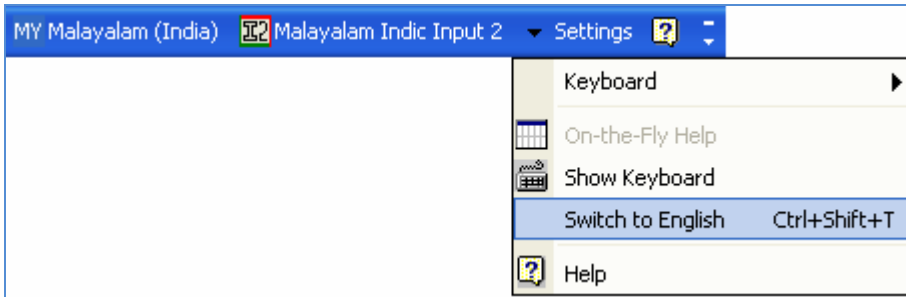 MY Malayalam (India) I2 Malayalam Indic Input 2 Settings ?
Keyboard
On-the-Fly Help
Show Keyboard
Switch to English Ctrl+Shift+T
? Help